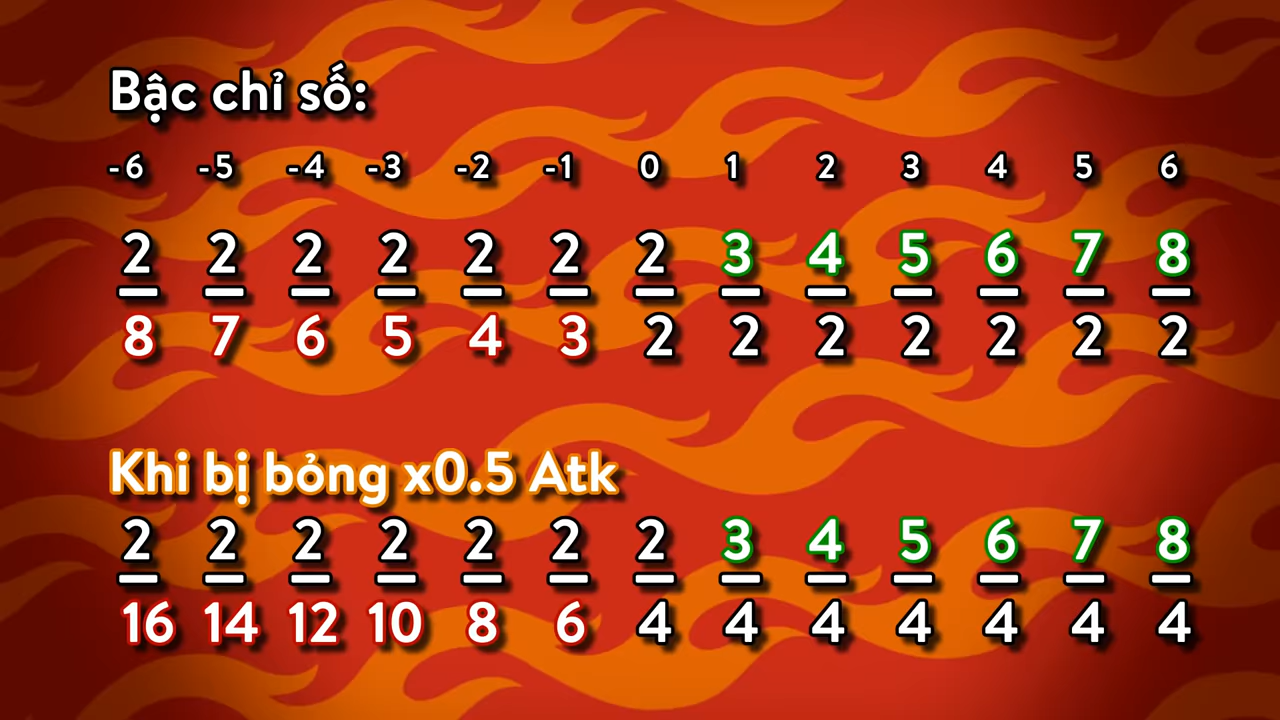 Bậc chỉ số:
-6 -5 -4 -3 -2 -1 0 1 2 3 4 5 6
2 2 2 2 2 2 2 3 4 5 6 7 8
8 7 6 5 4 3 2 2 2 2 2 2 2
Khi bị bỏng x0.5 Atk
2 2 2 2 2 2 2 3 4 5 6 7 8
16 14 12 10 8 6 4 4 4 4 4 4 4